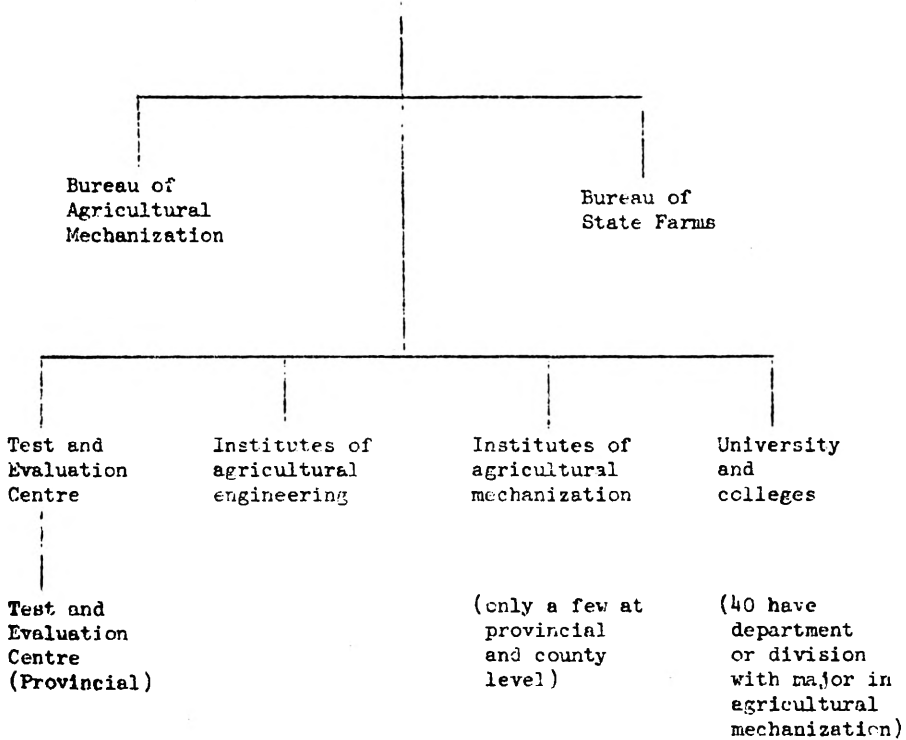 Bureau of
Agricultural
Mechanization
Bureau of
State Farms
Test and
Evaluation
Centre
Institutes of
agricultural
engineering
Institutes of
agricultural
mechanization
University
and
colleges
Test and
Evaluation
Centre
(Provincial)
(only a few at
provincial
and county
level)
(40 have
department
or division
with major in
agricultural
mechanization)